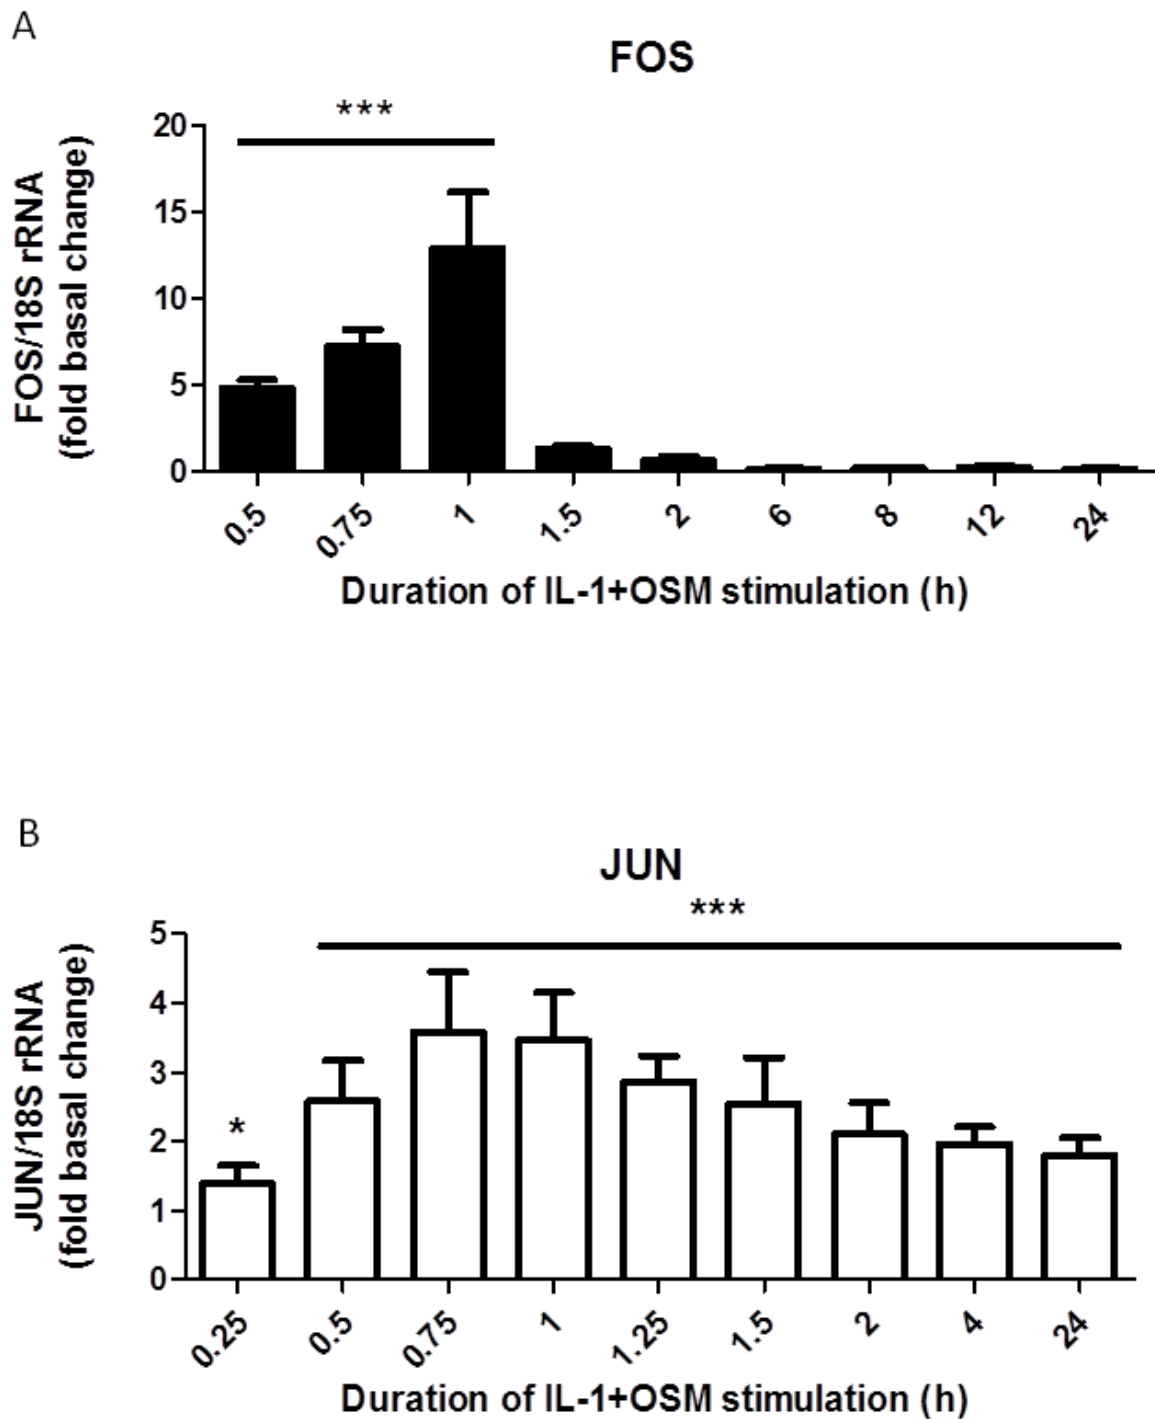 A
FOS
***
20
15
10
5
0
FOS/18S rRNA
(fold basal change)
0.5 0.75 1 1.5 2 6 8 12 24
Duration of IL-1+OSM stimulation (h)
B
JUN
***
5
4
3
2
1
0
*
JUN/18S rRNA
(fold basal change)
0.25 0.5 0.75 1 1.25 1.5 2 4 24
Duration of IL-1+OSM stimulation (h)